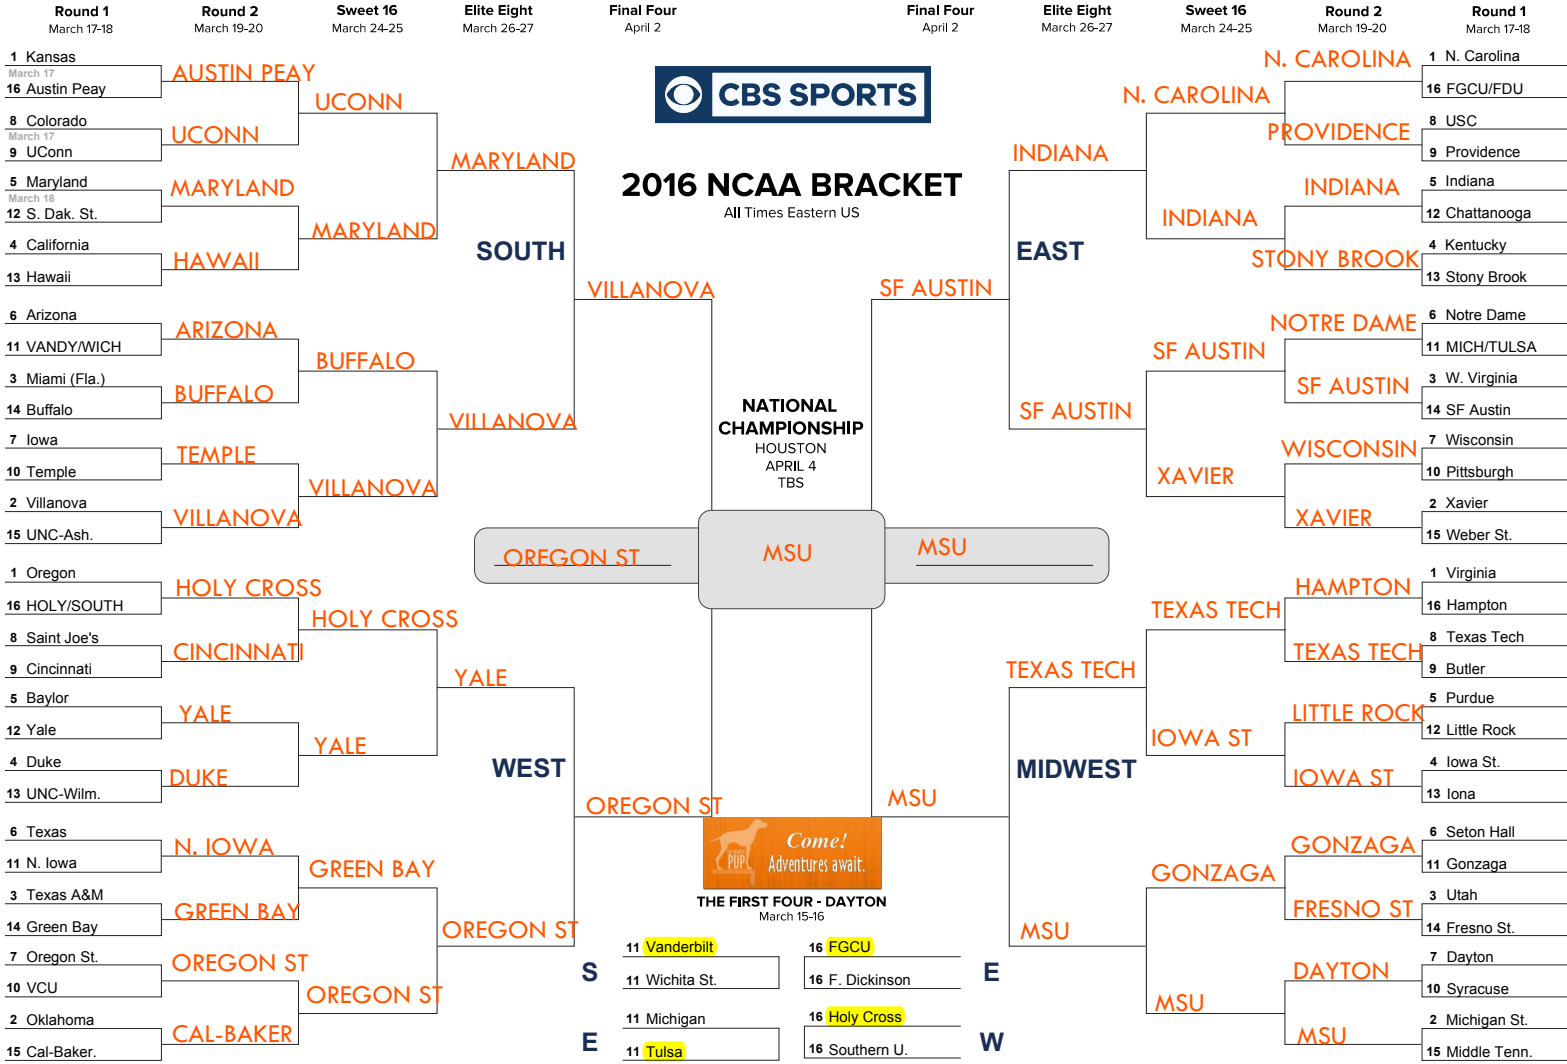 Round 1 Round 2 Sweet 16 Elite Eight Final Four Final Four Elite Eight Sweet 16 Round 2 Round 1
March 17-18 March 19-20 March 24-25 March 26-27 April 2 April 2 March 26-27 March 24-25 March 19-20 March 17-18
CBS SPORTS
2016 NCAA BRACKET
All Times Eastern US
1 Kansas
March 17
16 Austin Peay
8 Colorado
March 17
9 UConn
5 Maryland
March 18
12 S. Dak. St.
4 California
13 Hawaii
6 Arizona
11 VANDY/WICH
3 Miami (Fla.)
14 Buffalo
7 Iowa
10 Temple
2 Villanova
15 UNC-Ash.
AUSTIN PEAY
UCONN
MARYLAND
HAWAII
ARIZONA
BUFFALO
TEMPLE
VILLANOVA
UCONN
MARYLAND
BUFFALO
VILLANOVA
MARYLAND
VILLANOVA
SOUTH
VILLANOVA
1 Oregon
16 HOLY/SOUTH
8 Saint Joe's
9 Cincinnati
5 Baylor
12 Yale
4 Duke
13 UNC-Wilm.
6 Texas
11 N. Iowa
3 Texas A&M
14 Green Bay
7 Oregon St.
10 VCU
2 Oklahoma
15 Cal-Baker.
HOLY CROSS
CINCINNATI
YALE
DUKE
N. IOWA
GREEN BAY
OREGON ST
CAL-BAKER
HOLY CROSS
YALE
GREEN BAY
OREGON ST
YALE
OREGON ST
WEST
OREGON ST
NATIONAL
CHAMPIONSHIP
HOUSTON
APRIL 4
TBS
OREGON ST
MSU
MSU
SF AUSTIN
EAST
INDIANA
SF AUSTIN
N. CAROLINA
INDIANA
SF AUSTIN
XAVIER
N. CAROLINA
PROVIDENCE
INDIANA
STONY BROOK
NOTRE DAME
SF AUSTIN
WISCONSIN
XAVIER
1 N. Carolina
16 FGCU/FDU
8 USC
9 Providence
5 Indiana
12 Chattanooga
4 Kentucky
13 Stony Brook
6 Notre Dame
11 MICH/TULSA
3 W. Virginia
14 SF Austin
7 Wisconsin
10 Pittsburgh
2 Xavier
15 Weber St.
MSU
MIDWEST
TEXAS TECH
MSU
TEXAS TECH
IOWA ST
GONZAGA
MSU
HAMPTON
TEXAS TECH
LITTLE ROCK
IOWA ST
GONZAGA
FRESNO ST
DAYTON
MSU
1 Virginia
16 Hampton
8 Texas Tech
9 Butler
5 Purdue
12 Little Rock
4 Iowa St.
13 Iona
6 Seton Hall
11 Gonzaga
3 Utah
14 Fresno St.
7 Dayton
10 Syracuse
2 Michigan St.
15 Middle Tenn.
PUP
Come!
Adventures await.
THE FIRST FOUR - DAYTON
March 15-16
S
11 Vanderbilt
11 Wichita St.
16 FGCU
16 F. Dickinson
E
E
11 Michigan
11 Tulsa
16 Holy Cross
16 Southern U.
W